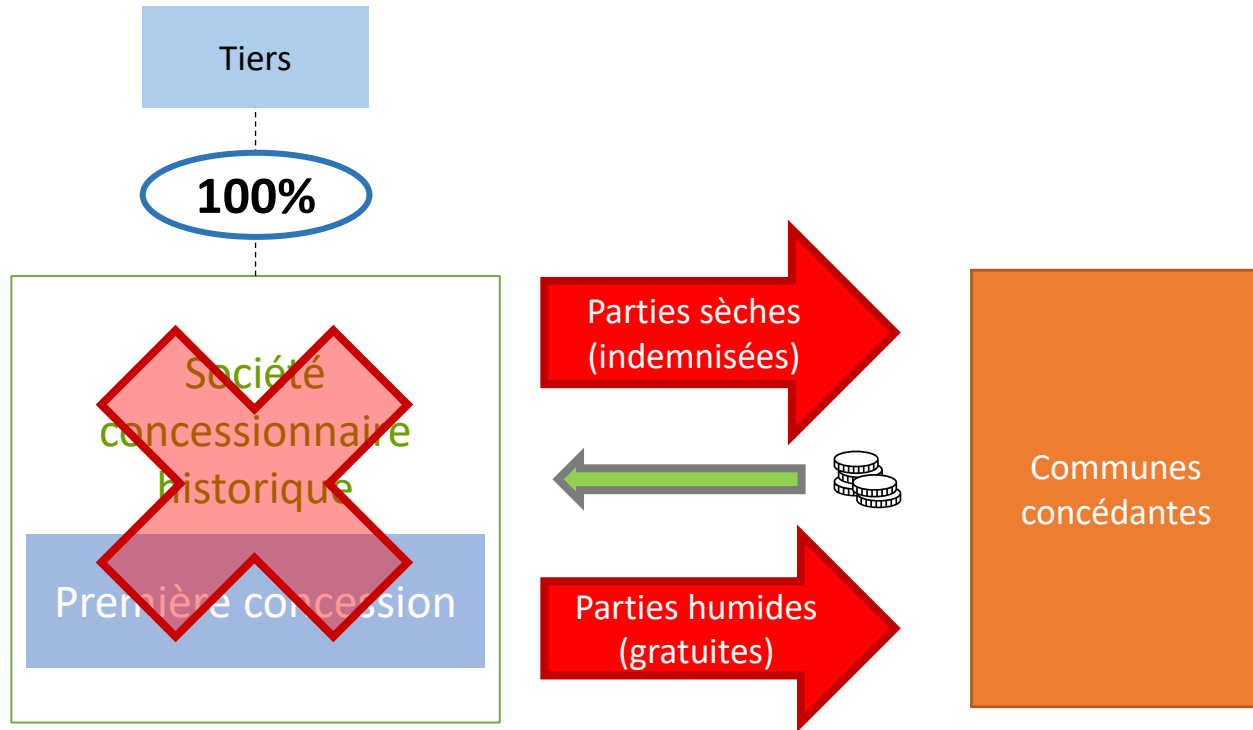 Tiers
100%
Société
concessionnaire
historique
Première concession
Parties sèches
(indemnisées)
Parties humides
(gratuites)
Communes
concédantes